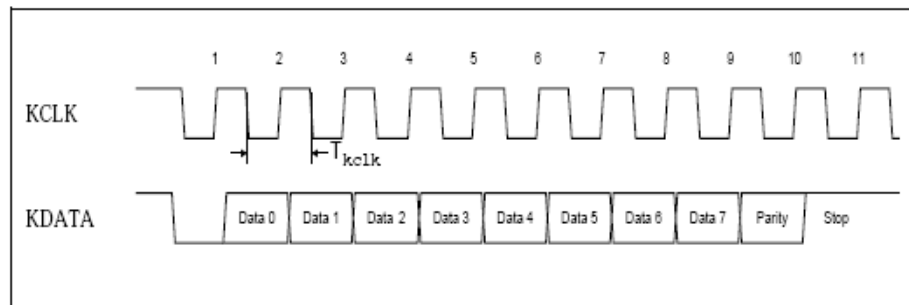 1 2 3 4 5 6 7 8 9 10 11
KCLK
Tkclk
KDATA
Data 0 Data 1 Data 2 Data 3 Data 4 Data 5 Data 6 Data 7 Parity Stop